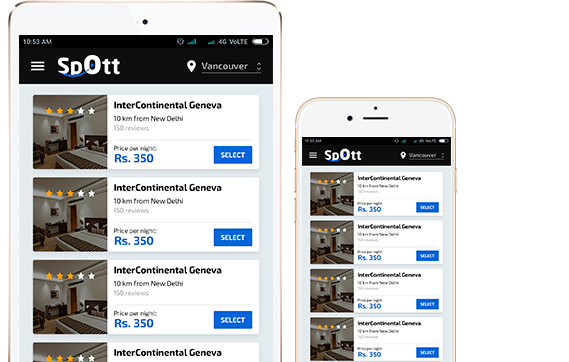 10:53 AM 4G VoLTE
Spott Vancouver
InterContinental Geneva
10 km from New Delhi
150 reviews
Price per night:
Rs. 350 SELECT
InterContinental Geneva
10 km from New Delhi
150 reviews
Price per night:
Rs. 350 SELECT
InterContinental Geneva
10 km from New Delhi
150 reviews
Price per night:
Rs. 350 SELECT
InterContinental Geneva
10:53 AM 4G VoLTE
Spott Vancouver
InterContinental Geneva
10 km from New Delhi
150 reviews
Price per night
Rs. 350 SELECT
InterContinental Geneva
10 km from New Delhi
150 reviews
Price per night
Rs. 350 SELECT
InterContinental Geneva
10 km from New Delhi
150 reviews
Price per night
Rs. 350 SELECT
InterContinental Geneva
10 km from New Delhi
150 reviews
Price per night
Rs. 350 SELECT